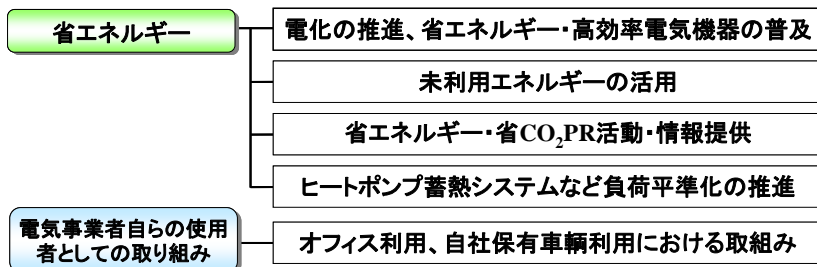 省エネルギー
電化の推進、省エネルギー・高効率電気機器の普及
未利用エネルギーの活用
省エネルギー・省CO₂PR活動・情報提供
ヒートポンプ蓄熱システムなど負荷平準化の推進
電気事業者自らの使用
者としての取り組み
オフィス利用、自社保有車輌利用における取組み